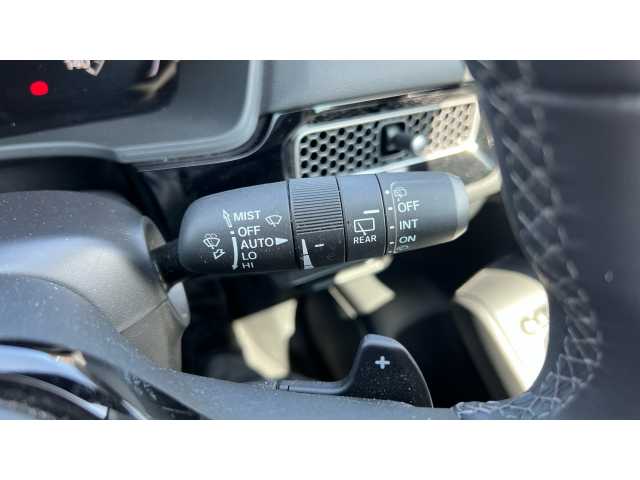 MIST
OFF
AUTO
LO
HI
REAR
OFF
INT
ON
+